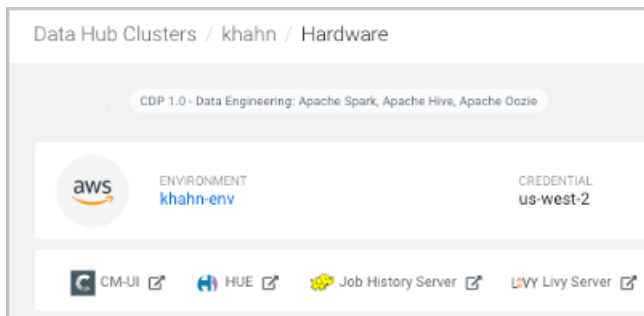 Data Hub Clusters / khahn / Hardware
CDP 1.0 - Data Engineering: Apache Spark, Apache Hive, Apache Oozie
aws
ENVIRONMENT
khahn-env
CREDENTIAL
us-west-2
C CM-UI HUE Job History Server LIVY Livy Server